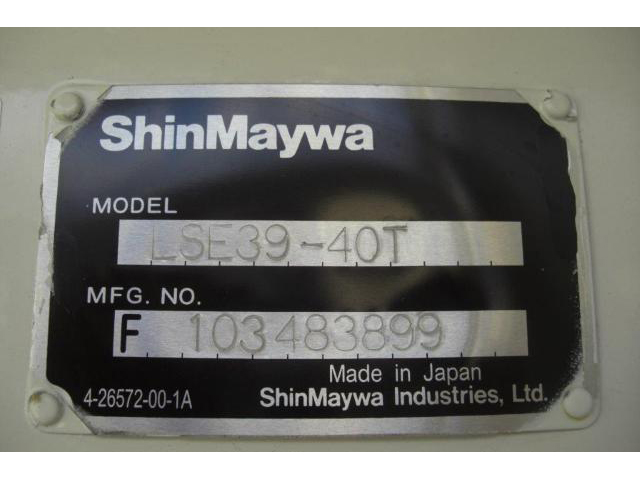 ShinMaywa
MODEL
LSE39-40T
MFG. NO.
F 103483899
Made in Japan
4-26572-00-1A ShinMaywa Industries, Ltd.